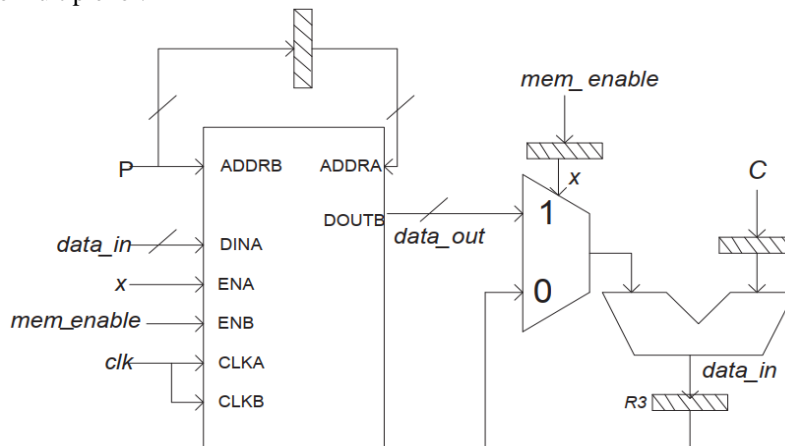 mem_enable
P
ADDRB
ADDRA
C
x
1
DOUTB
data_out
data_in
DINA
x
ENA
0
mem_enable
ENB
clk
CLKA
data_in
CLKB
R3